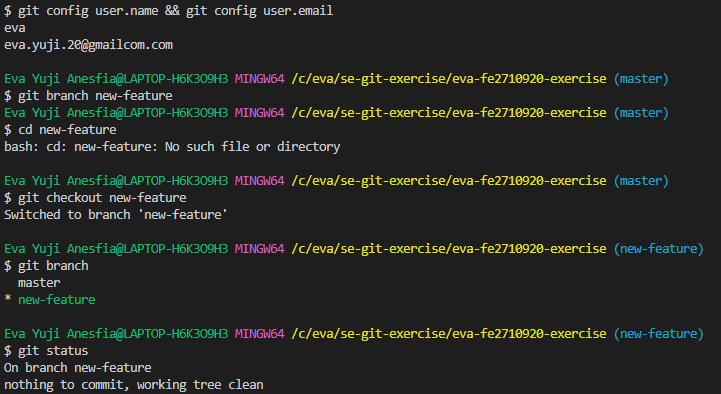 $ git config user.name && git config user.email
eva
eva.yuji.20@gmailcom.com
Eva Yuji Anesfia@LAPTOP-H6K3O9H3 MINGW64 /c/eva/se-git-exercise/eva-fe2710920-exercise (master)
$ git branch new-feature
Eva Yuji Anesfia@LAPTOP-H6K3O9H3 MINGW64 /c/eva/se-git-exercise/eva-fe2710920-exercise (master)
$ cd new-feature
bash: cd: new-feature: No such file or directory
Eva Yuji Anesfia@LAPTOP-H6K3O9H3 MINGW64 /c/eva/se-git-exercise/eva-fe2710920-exercise (master)
$ git checkout new-feature
Switched to branch 'new-feature'
Eva Yuji Anesfia@LAPTOP-H6K3O9H3 MINGW64 /c/eva/se-git-exercise/eva-fe2710920-exercise (new-feature)
$ git branch
  master
* new-feature
Eva Yuji Anesfia@LAPTOP-H6K3O9H3 MINGW64 /c/eva/se-git-exercise/eva-fe2710920-exercise (new-feature)
$ git status
On branch new-feature
nothing to commit, working tree clean